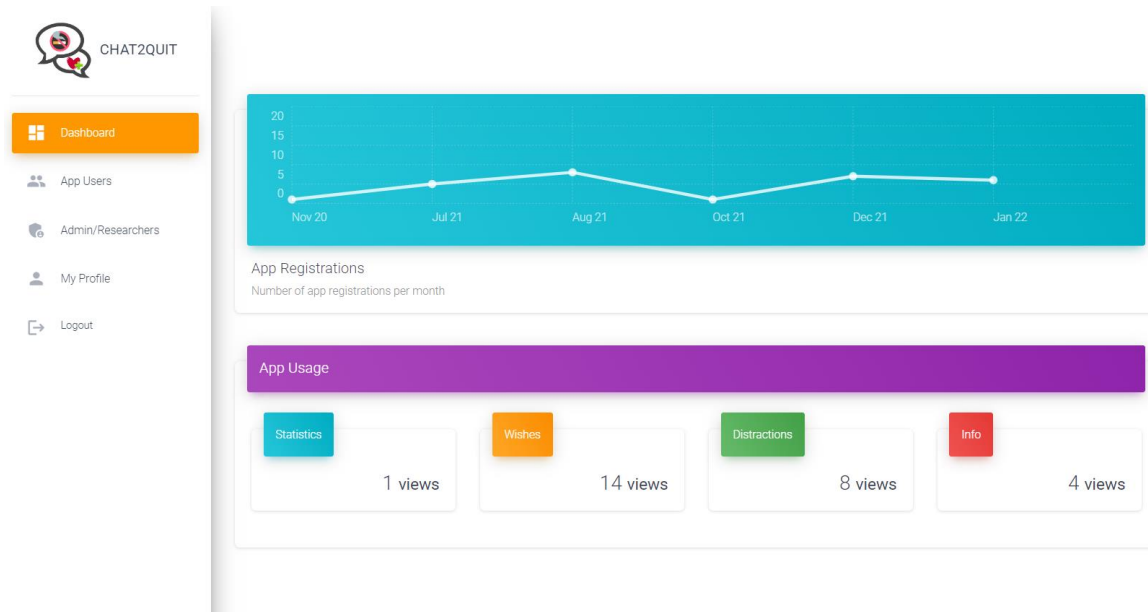 CHAT2QUIT
Dashboard
App Users
Admin/Researchers
My Profile
Logout
20
15
10
5
0
Nov 20 Jul 21 Aug 21 Oct 21 Dec 21 Jan 22
App Registrations
Number of app registrations per month
App Usage
Statistics
1 views
Wishes
14 views
Distractions
8 views
Info
4 views